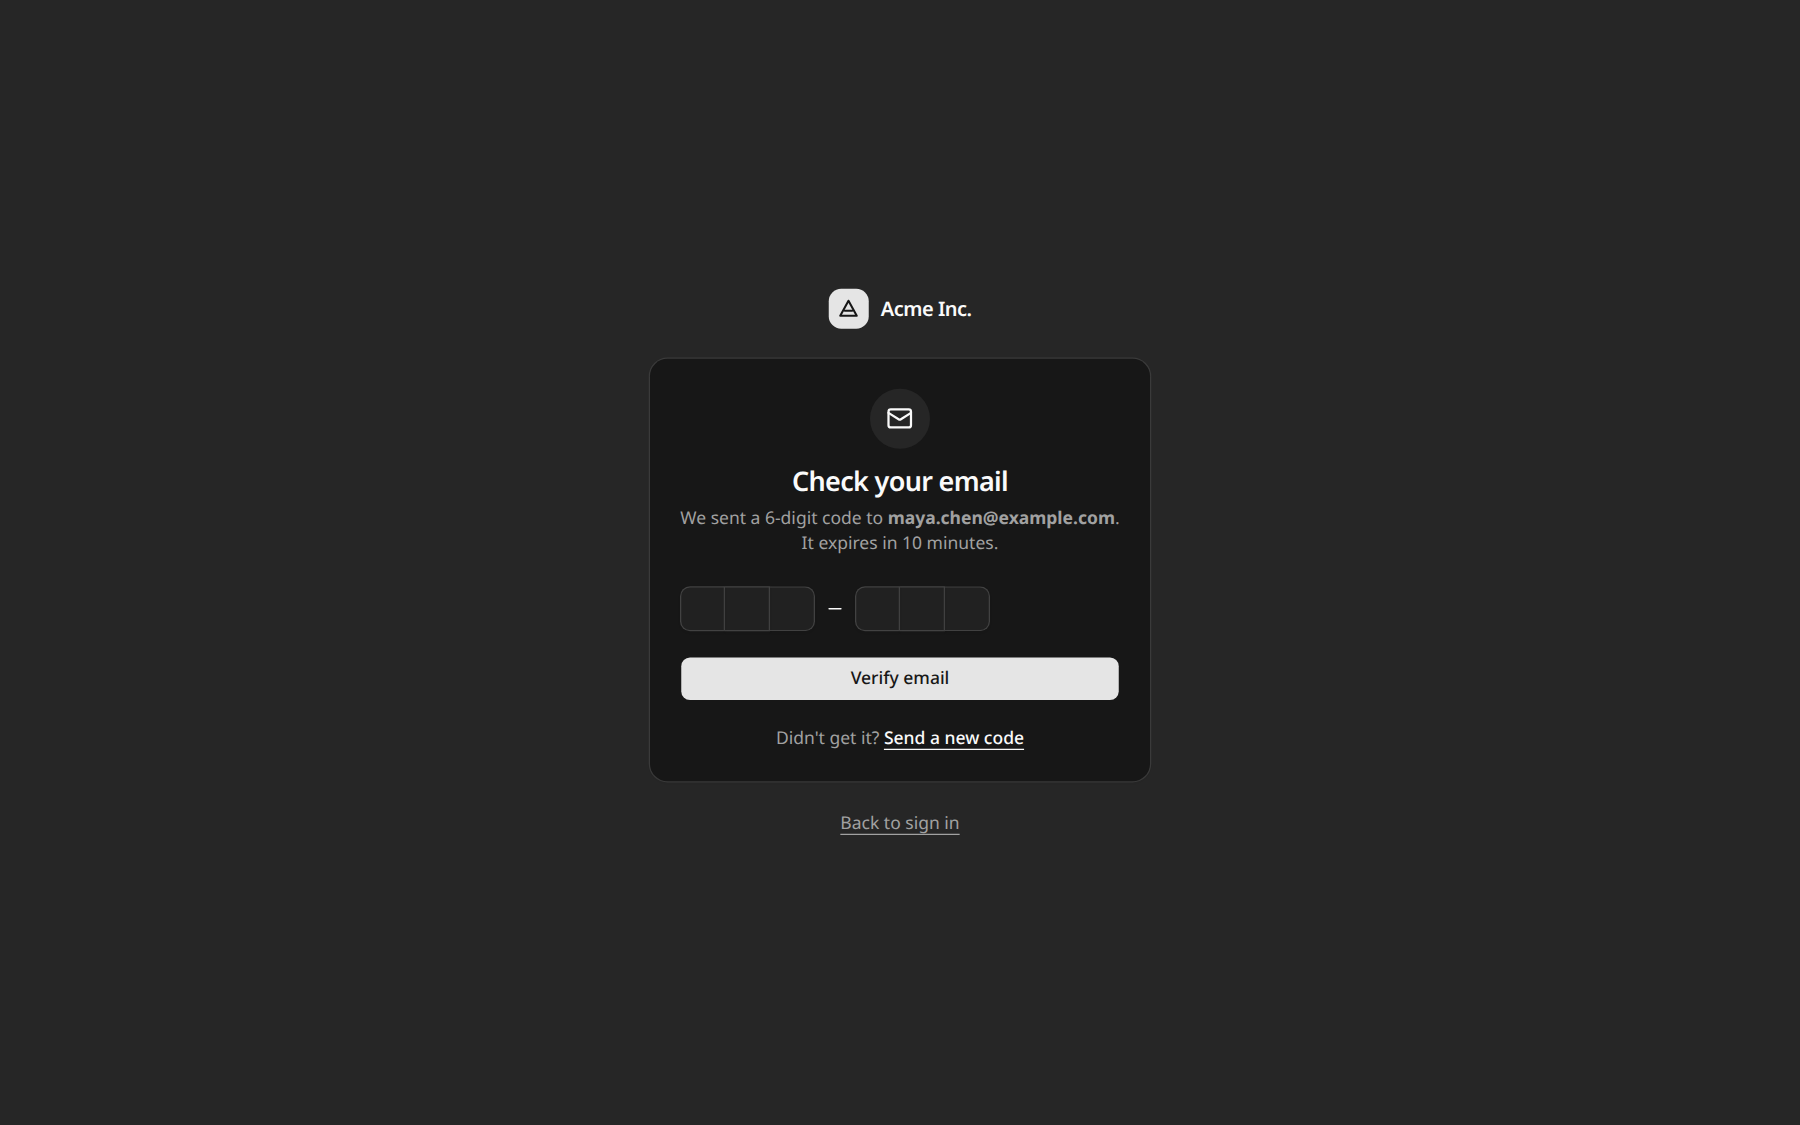 Acme Inc.
Check your email
We sent a 6-digit code to maya.chen@example.com.
It expires in 10 minutes.
Verify email
Didn't get it? Send a new code
Back to sign in